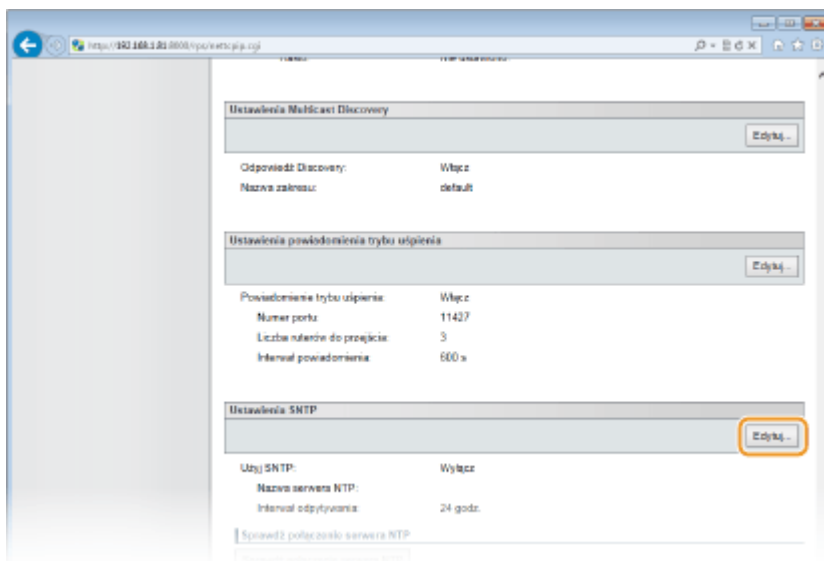 Ustawienia Multicast Discovery
Edytuj...
Odpowiedź Discovery: Włącz
Nazwa zakresu: default
Ustawienia powiadomienia trybu uśpienia
Edytuj...
Powiadomienie trybu uśpienia: Włącz
Numer portu: 11427
Liczba ruterów do przejścia: 3
Interwał powiadomienia: 600 s
Ustawienia SNTP
Edytuj...
Użyj SNTP: Wyłącz
Nazwa serwera NTP:
Interwał odpytywania: 24 godz.
Sprawdź połączenie serwera NTP